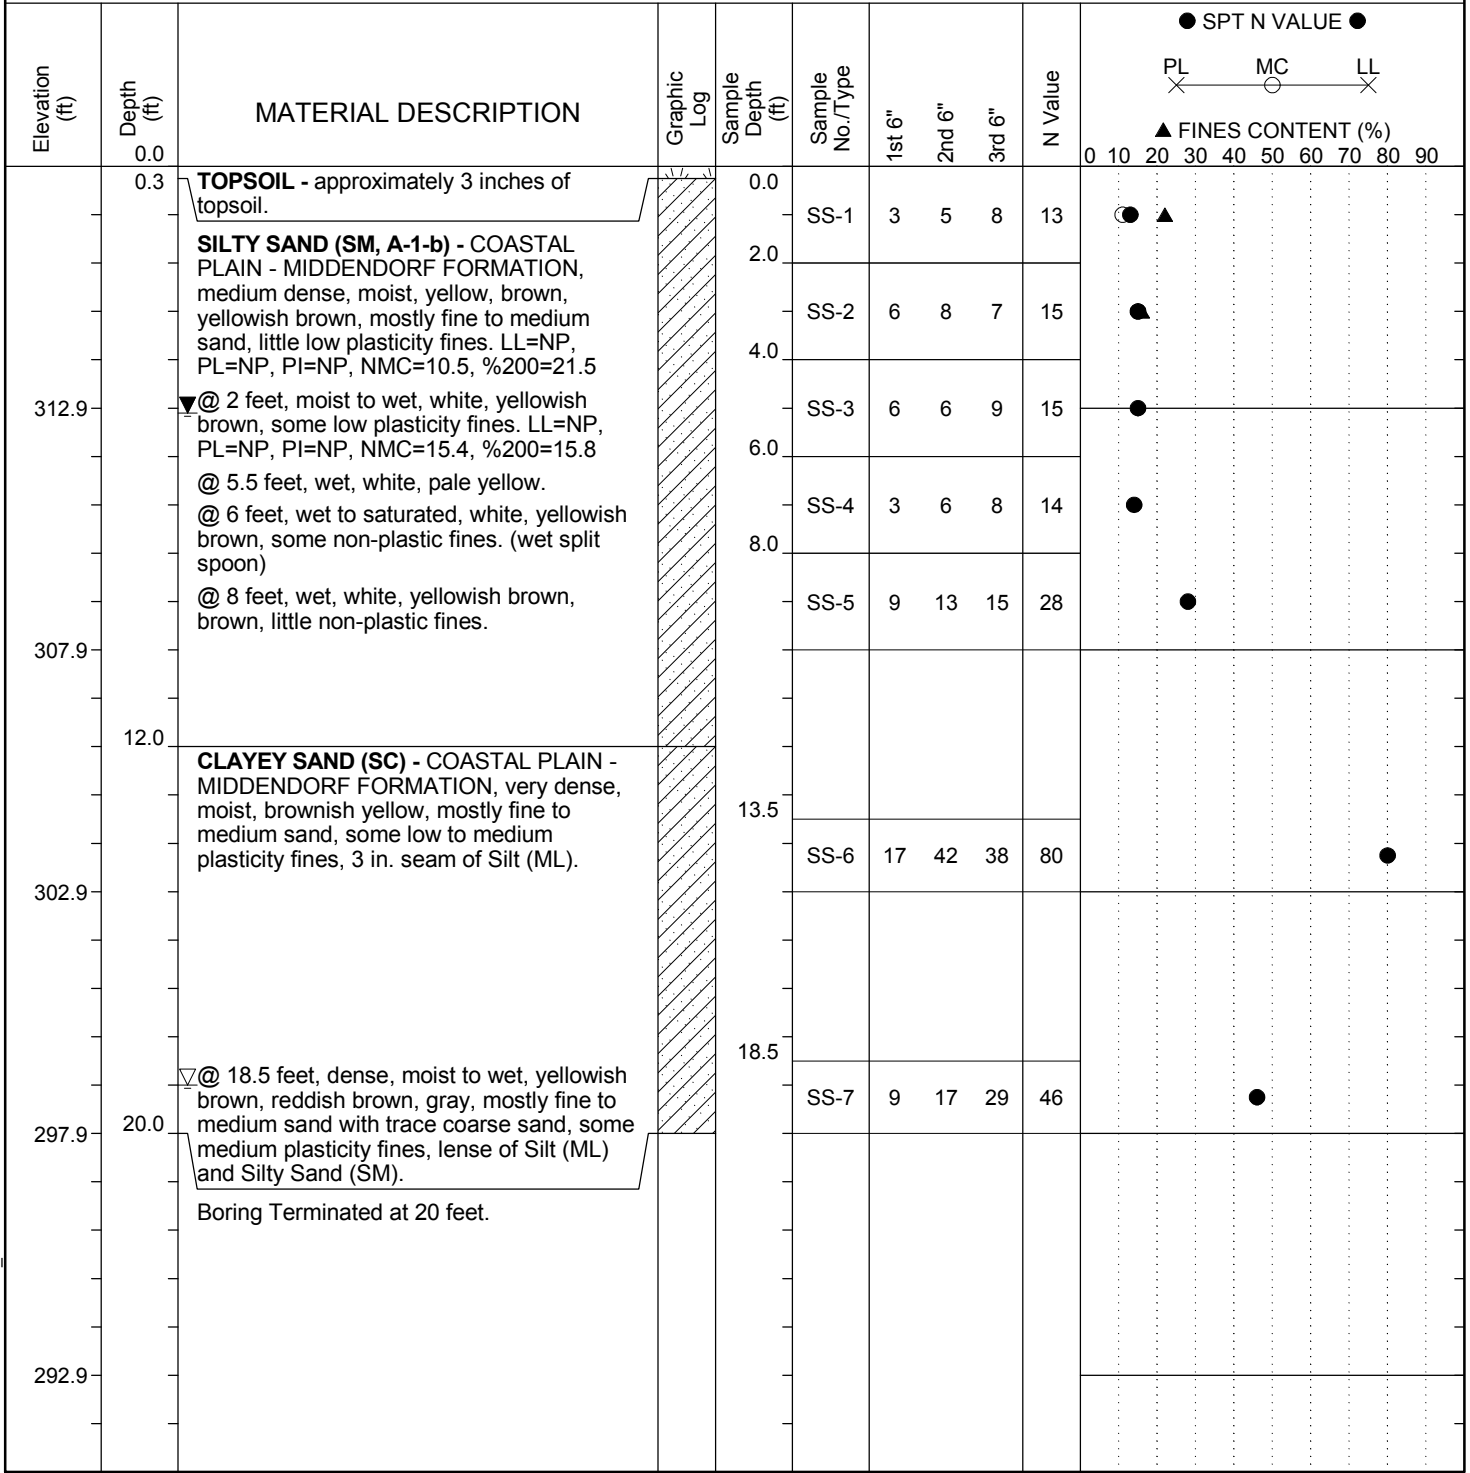 ● SPT N VALUE ●
PL MC LL
▲ FINES CONTENT (%)
0 10 20 30 40 50 60 70 80 90
Elevation (ft)
Depth (ft)
0.0
MATERIAL DESCRIPTION
Graphic Log
Sample Depth (ft)
Sample No./Type
1st 6"
2nd 6"
3rd 6"
N Value
0.3
TOPSOIL - approximately 3 inches of
topsoil.
0.0
SS-1 3 5 8 13
SILTY SAND (SM, A-1-b) - COASTAL
PLAIN - MIDDENDORF FORMATION,
medium dense, moist, yellow, brown,
yellowish brown, mostly fine to medium
sand, little low plasticity fines. LL=NP,
PL=NP, PI=NP, NMC=10.5, %200=21.5
2.0
SS-2 6 8 7 15
4.0
312.9
@ 2 feet, moist to wet, white, yellowish
brown, some low plasticity fines. LL=NP,
PL=NP, PI=NP, NMC=15.4, %200=15.8
SS-3 6 6 9 15
6.0
@ 5.5 feet, wet, white, pale yellow.
@ 6 feet, wet to saturated, white, yellowish
brown, some non-plastic fines. (wet split
spoon)
SS-4 3 6 8 14
8.0
@ 8 feet, wet, white, yellowish brown,
brown, little non-plastic fines.
SS-5 9 13 15 28
307.9
12.0
CLAYEY SAND (SC) - COASTAL PLAIN -
MIDDENDORF FORMATION, very dense,
moist, brownish yellow, mostly fine to
medium sand, some low to medium
plasticity fines, 3 in. seam of Silt (ML).
13.5
SS-6 17 42 38 80
302.9
18.5
@ 18.5 feet, dense, moist to wet, yellowish
brown, reddish brown, gray, mostly fine to
medium sand with trace coarse sand, some
medium plasticity fines, lense of Silt (ML)
and Silty Sand (SM).
SS-7 9 17 29 46
297.9
20.0
Boring Terminated at 20 feet.
292.9